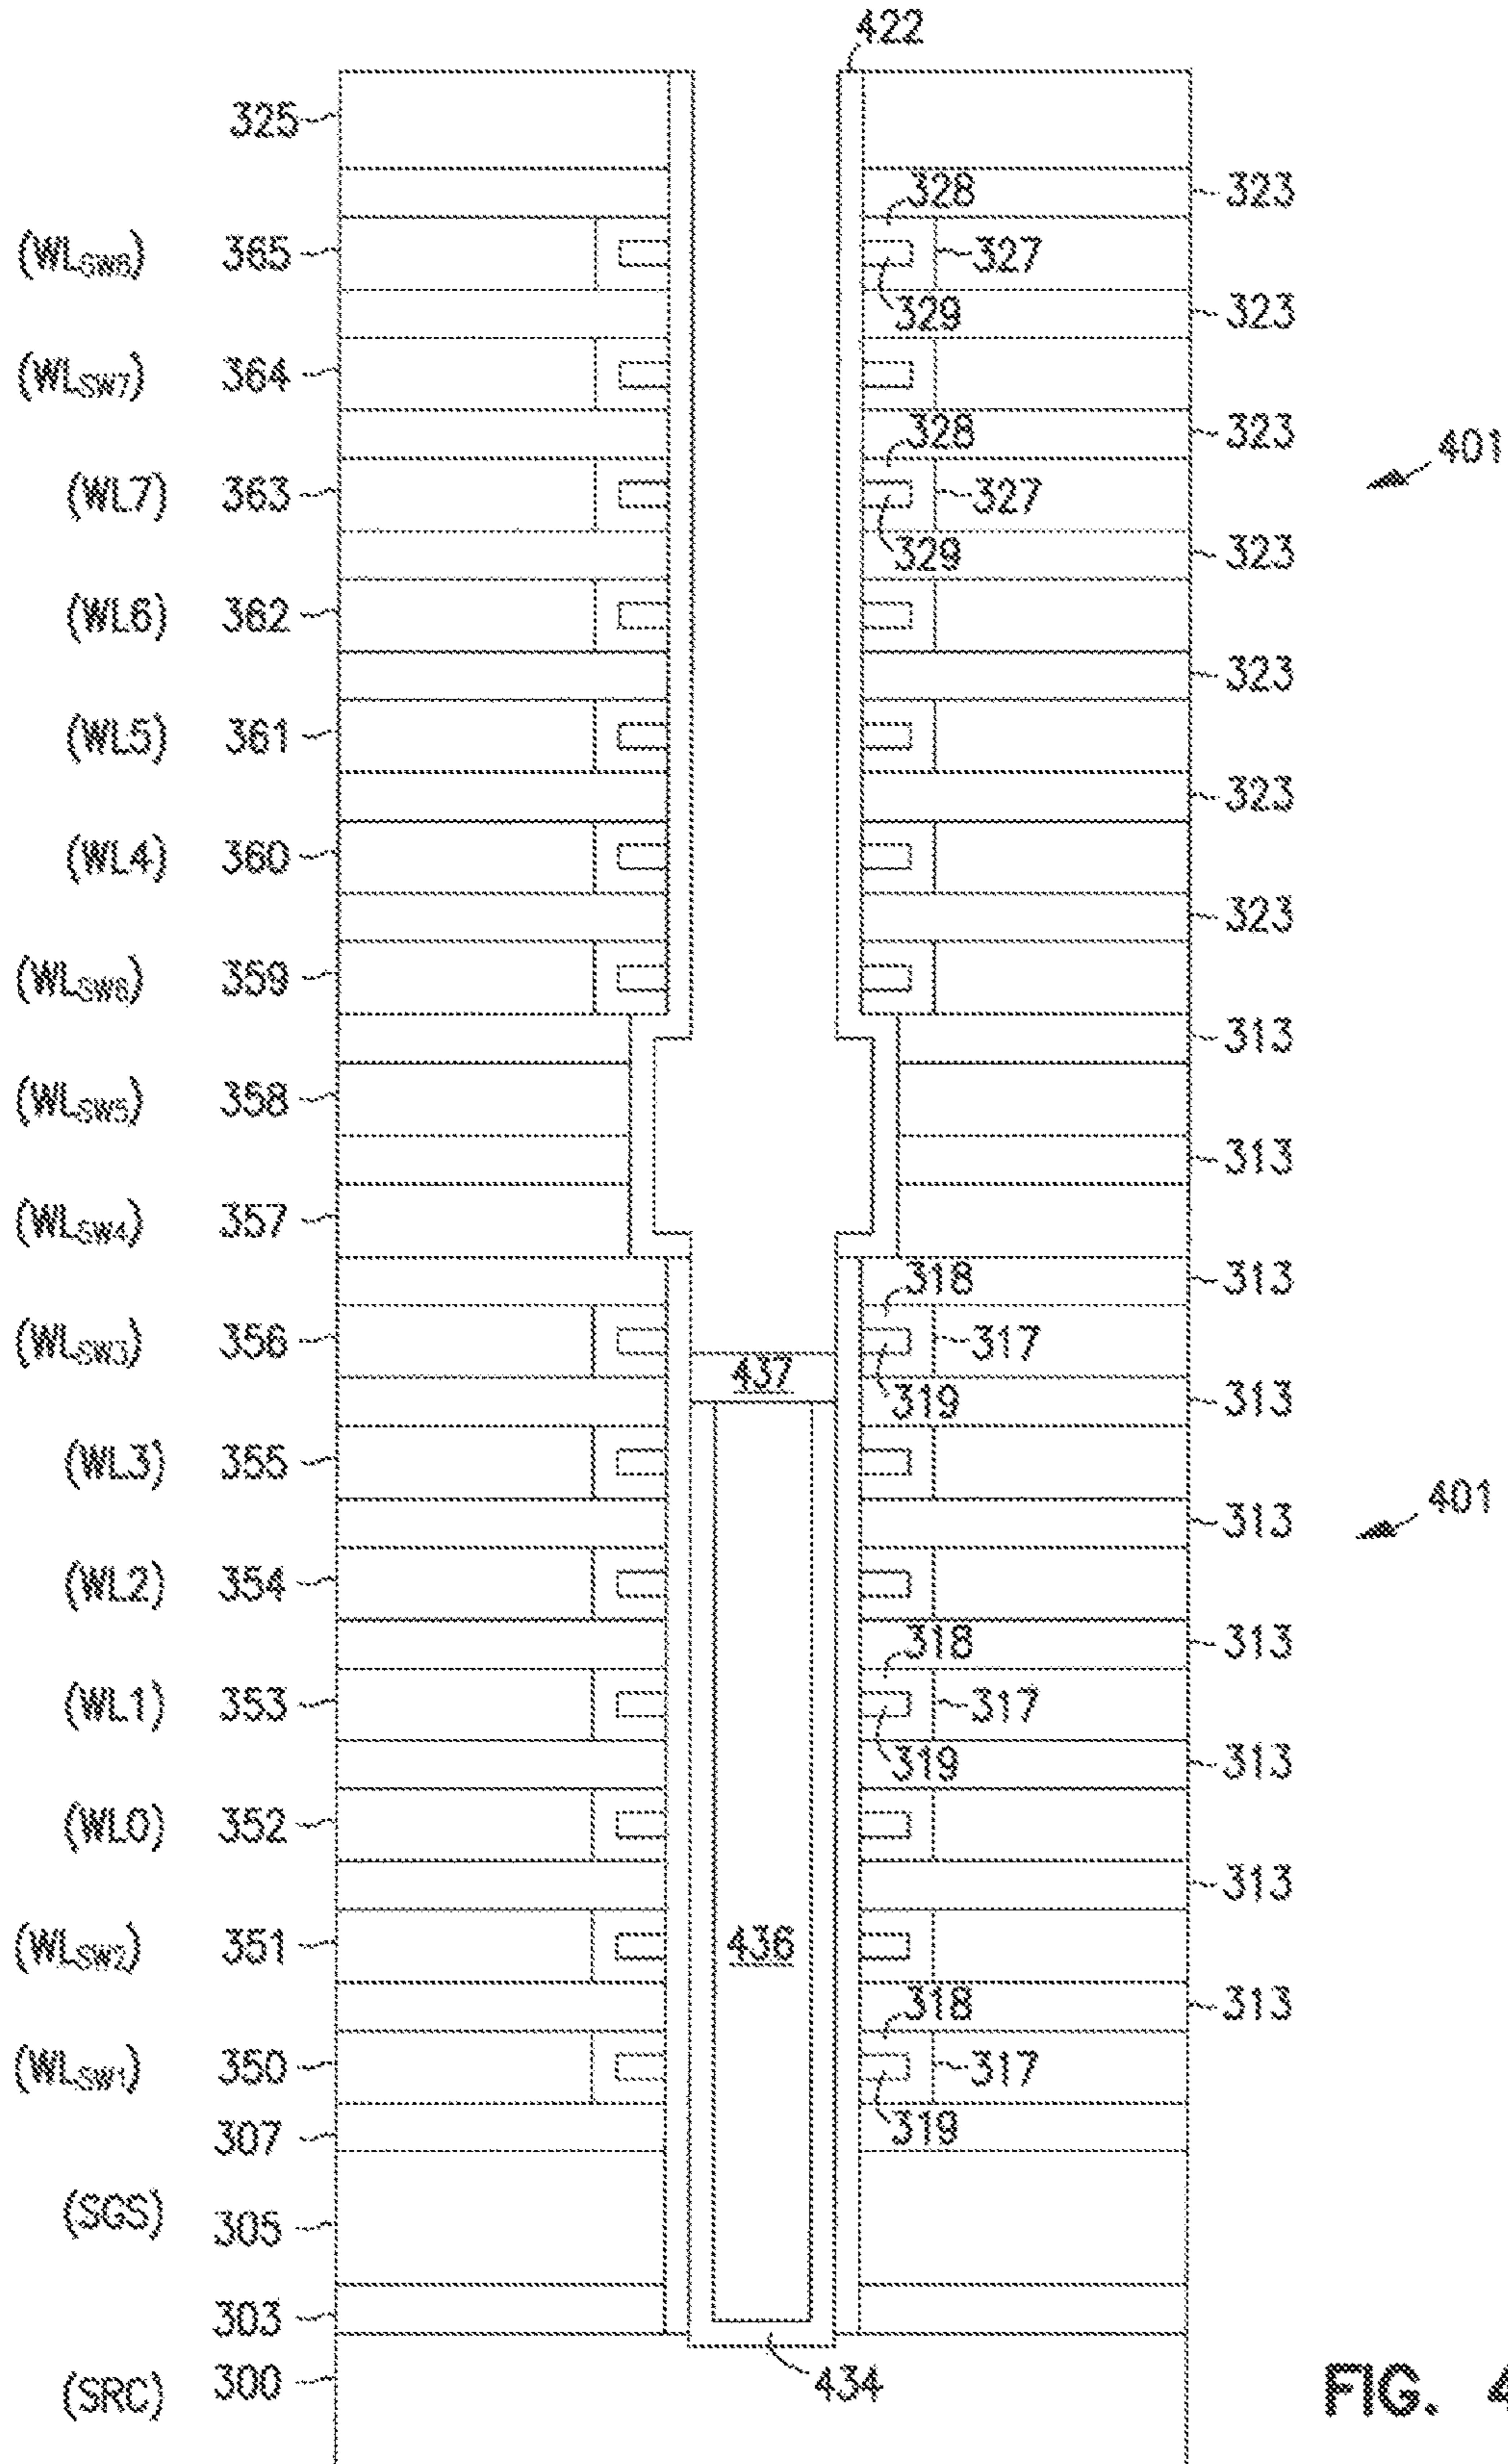 422
325
323
328
(WLSW8) 365 327
329
323
(WLSW7) 364
323
328
401
(WL7) 363 327
329
323
(WL6) 362
323
(WL5) 361
323
(WL4) 360
323
(WLSW6) 359
313
(WLSW5) 358
313
(WLSW4) 357
318 313
(WLSW3) 356 317
437
319 313
(WL3) 355
401
313
(WL2) 354
318 313
(WL1) 353 317
319 313
(WL0) 352
313
(WLSW2) 351 436
318 313
(WLSW1) 350 317
307 319
(SGS) 305
303
(SRC) 300 434
FIG. 4